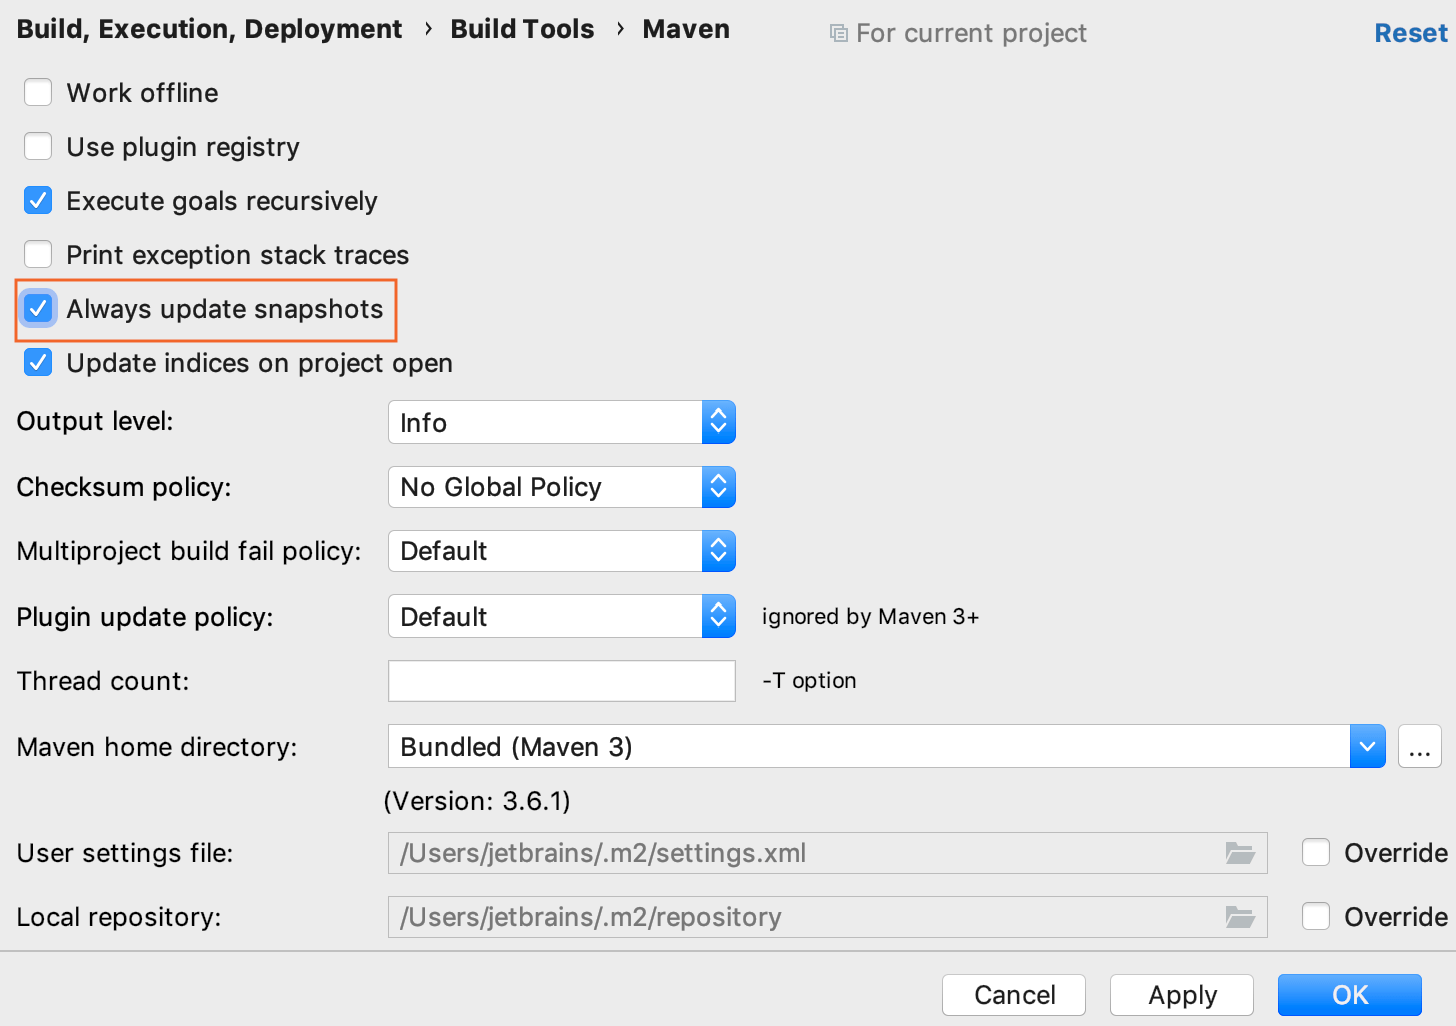 Build, Execution, Deployment › Build Tools › Maven For current project Reset
Work offline
Use plugin registry
Execute goals recursively
Print exception stack traces
Always update snapshots
Update indices on project open
Output level: Info
Checksum policy: No Global Policy
Multiproject build fail policy: Default
Plugin update policy: Default ignored by Maven 3+
Thread count: -T option
Maven home directory: Bundled (Maven 3) ...
(Version: 3.6.1)
User settings file: /Users/jetbrains/.m2/settings.xml Override
Local repository: /Users/jetbrains/.m2/repository Override
Cancel Apply OK